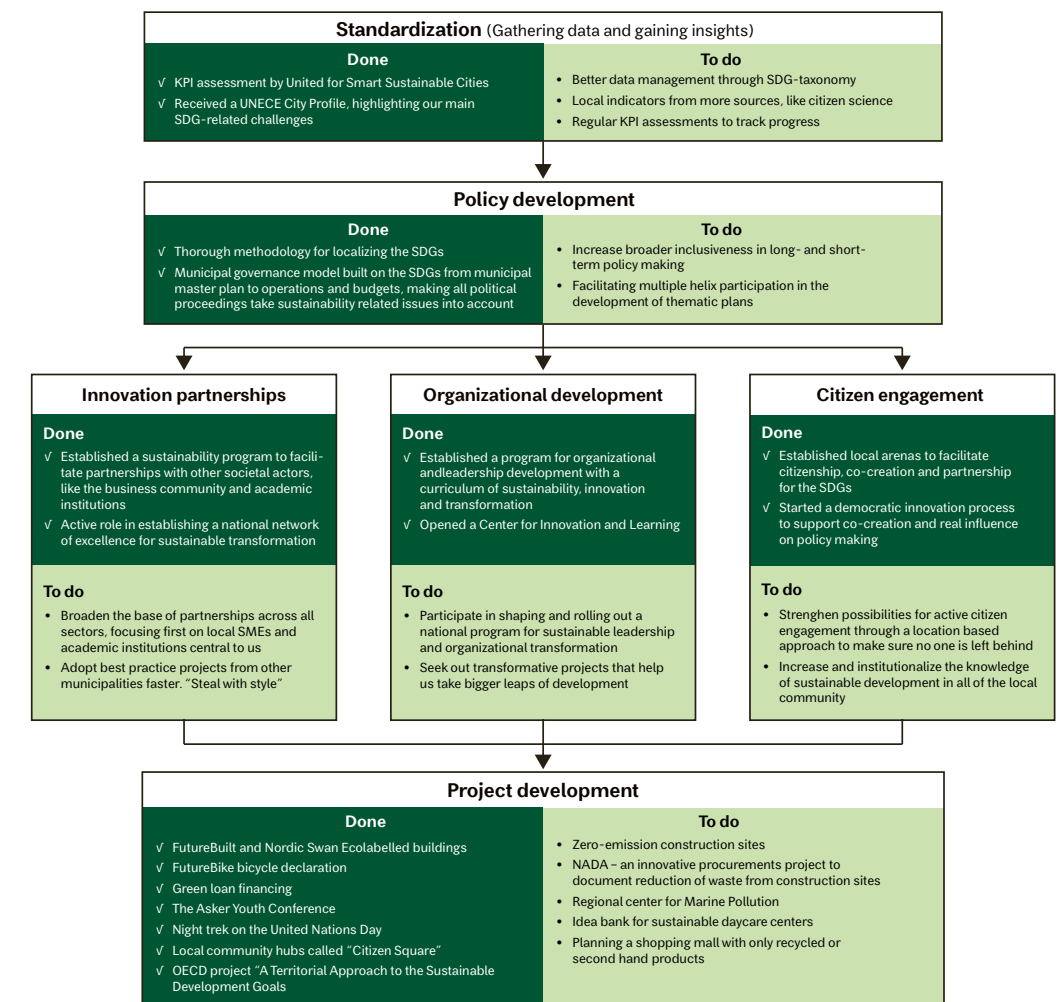 Standardization (Gathering data and gaining insights)
Done
√ KPI assessment by United for Smart Sustainable Cities
√ Received a UNECE City Profile, highlighting our main
SDG-related challenges
To do
• Better data management through SDG-taxonomy
• Local indicators from more sources, like citizen science
• Regular KPI assessments to track progress
Policy development
Done
√ Thorough methodology for localizing the SDGs
√ Municipal governance model built on the SDGs from municipal
master plan to operations and budgets, making all political
proceedings take sustainability related issues into account
To do
• Increase broader inclusiveness in long- and short-
term policy making
• Facilitating multiple helix participation in the
development of thematic plans
Innovation partnerships
Done
√ Established a sustainability program to facili-
tate partnerships with other societal actors,
like the business community and academic
institutions
√ Active role in establishing a national network
of excellence for sustainable transformation
To do
• Broaden the base of partnerships across all
sectors, focusing first on local SMEs and
academic institutions central to us
• Adopt best practice projects from other
municipalities faster. “Steal with style”
Organizational development
Done
√ Established a program for organizational
andleadership development with a
curriculum of sustainability, innovation
and transformation
√ Opened a Center for Innovation and Learning
To do
• Participate in shaping and rolling out a
national program for sustainable leadership
and organizational transformation
• Seek out transformative projects that help
us take bigger leaps of development
Citizen engagement
Done
√ Established local arenas to facilitate
citizenship, co-creation and partnership
for the SDGs
√ Started a democratic innovation process
to support co-creation and real influence
on policy making
To do
• Strenghen possibilities for active citizen
engagement through a location based
approach to make sure no one is left behind
• Increase and institutionalize the knowledge
of sustainable development in all of the local
community
Project development
Done
√ FutureBuilt and Nordic Swan Ecolabelled buildings
√ FutureBike bicycle declaration
√ Green loan financing
√ The Asker Youth Conference
√ Night trek on the United Nations Day
√ Local community hubs called “Citizen Square”
√ OECD project “A Territorial Approach to the Sustainable
Development Goals
To do
• Zero-emission construction sites
• NADA – an innovative procurements project to
document reduction of waste from construction sites
• Regional center for Marine Pollution
• Idea bank for sustainable daycare centers
• Planning a shopping mall with only recycled or
second hand products